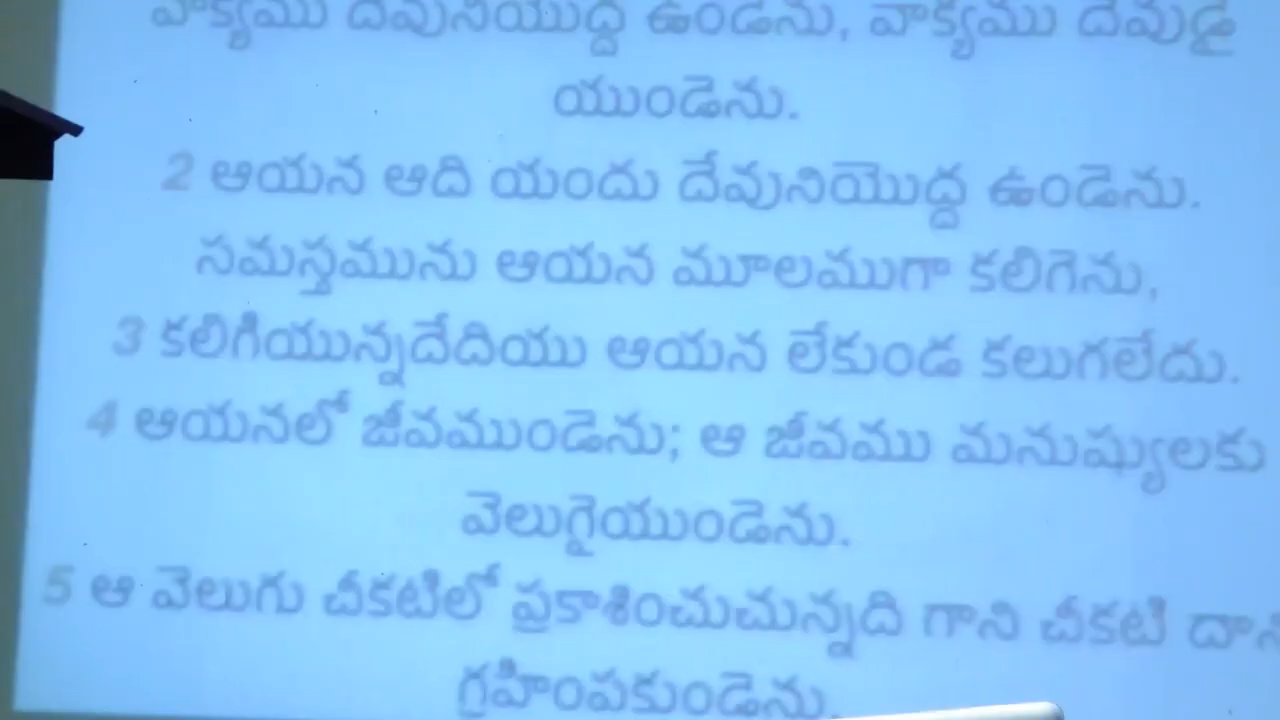 వాక్యము దేవునియొద్ద ఉండెను, వాక్యము దేవుడై
యుండెను.
2 ఆయన ఆది యందు దేవునియొద్ద ఉండెను.
సమస్తమును ఆయన మూలముగా కలిగెను,
3 కలిగియున్నదేదియు ఆయన లేకుండ కలుగలేదు.
4 ఆయనలో జీవముండెను; ఆ జీవము మనుష్యులకు
వెలుగైయుండెను.
5 ఆ వెలుగు చీకటిలో ప్రకాశించుచున్నది గాని చీకటి
గ్రహింపకుండెను.